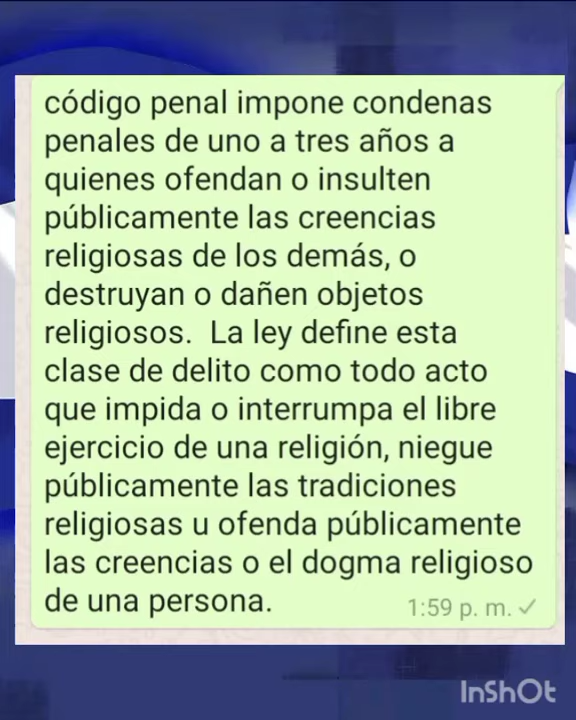 código penal impone condenas
penales de uno a tres años a
quienes ofendan o insulten
públicamente las creencias
religiosas de los demás, o
destruyan o dañen objetos
religiosos.  La ley define esta
clase de delito como todo acto
que impida o interrumpa el libre
ejercicio de una religión, niegue
públicamente las tradiciones
religiosas u ofenda públicamente
las creencias o el dogma religioso
de una persona.
1:59 p. m.
InShOt